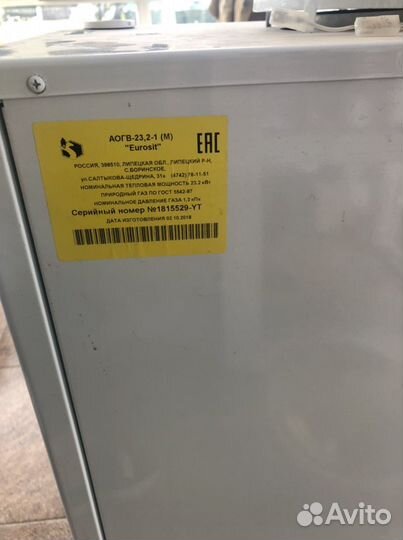 АОГВ-23,2-1 (М)
"Eurosit"
EAC
РОССИЯ, 398510, ЛИПЕЦКАЯ ОБЛ., ЛИПЕЦКИЙ Р-Н,
С.БОРИНСКОЕ,
ул.САЛТЫКОВА-ЩЕДРИНА, 31а (4742)78-11-51
НОМИНАЛЬНАЯ ТЕПЛОВАЯ МОЩНОСТЬ 23.2 кВт
ПРИРОДНЫЙ ГАЗ ПО ГОСТ 5542-87
НОМИНАЛЬНОЕ ДАВЛЕНИЕ ГАЗА 1,3 кПа
Серийный номер №1815529-YT
ДАТА ИЗГОТОВЛЕНИЯ 02.10.2018
Avito